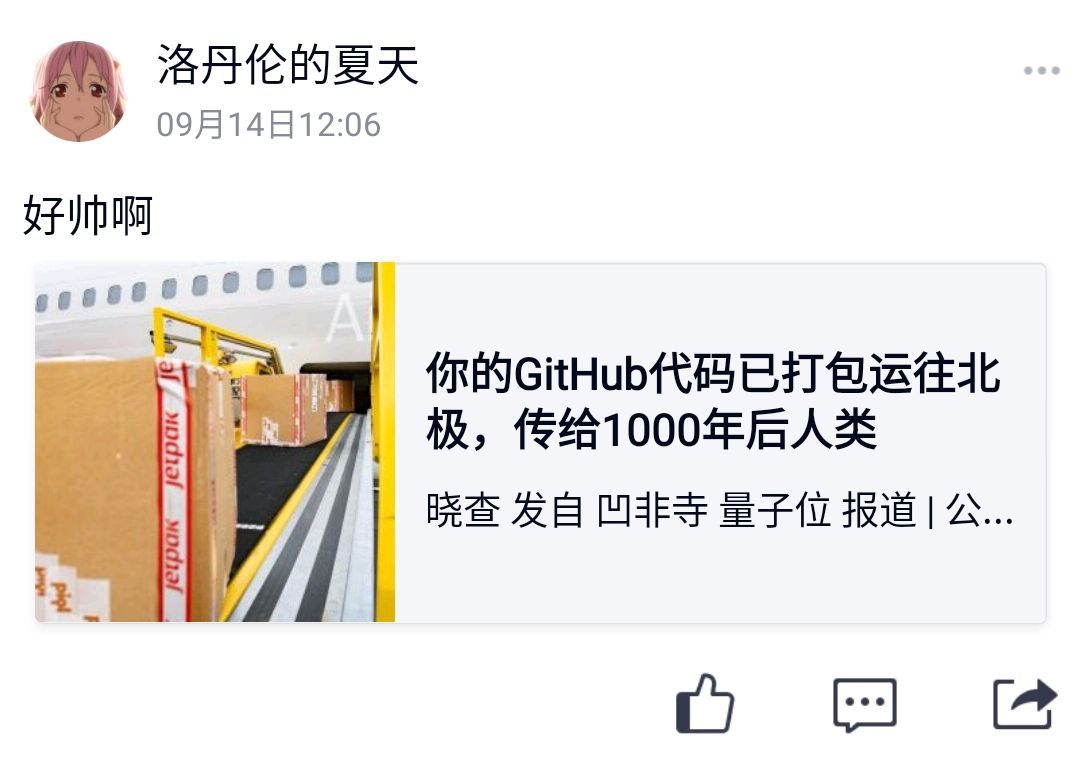 洛丹伦的夏天
09月14日12:06
好帅啊
A
jetpak jetpak jetpak je
你的GitHub代码已打包运往北
极，传给1000年后人类
晓查 发自 凹非寺 量子位 报道 | 公...